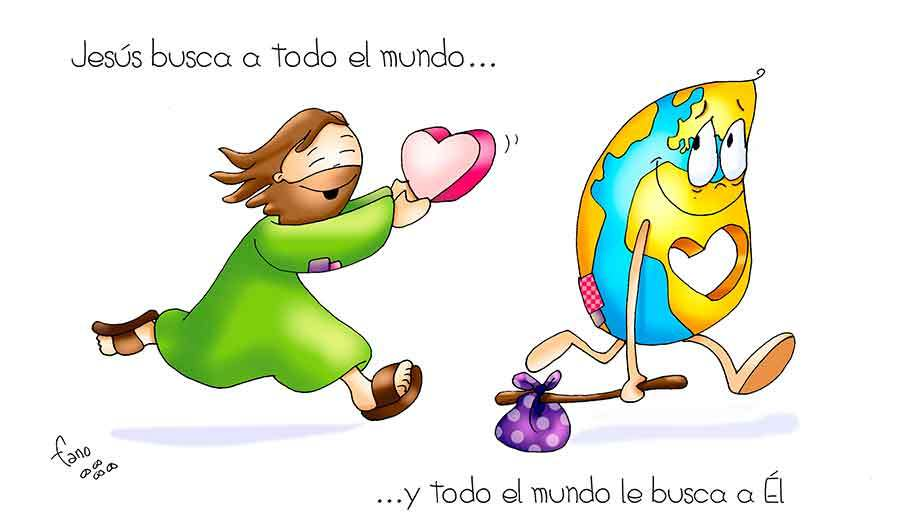 Jesús busca a todo el mundo...
fano
...y todo el mundo le busca a Él